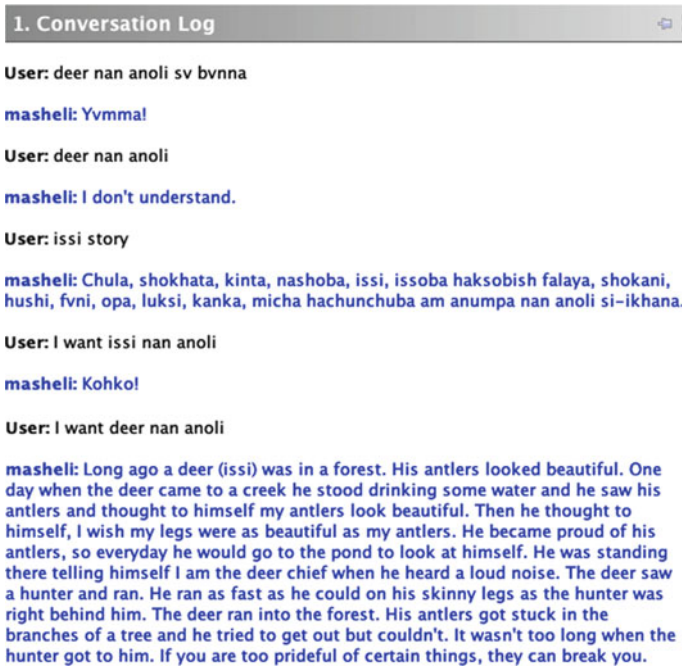 1. Conversation Log
User: deer nan anoli sv bvnna
masheli: Yvmma!
User: deer nan anoli
masheli: I don't understand.
User: issi story
masheli: Chula, shokhata, kinta, nashoba, issi, issoba haksobish falaya, shokani,
hushi, fvni, opa, luksi, kanka, micha hachunchuba am anumpa nan anoli si-ikhana.
User: I want issi nan anoli
masheli: Kohko!
User: I want deer nan anoli
masheli: Long ago a deer (issi) was in a forest. His antlers looked beautiful. One
day when the deer came to a creek he stood drinking some water and he saw his
antlers and thought to himself my antlers look beautiful. Then he thought to
himself, I wish my legs were as beautiful as my antlers. He became proud of his
antlers, so everyday he would go to the pond to look at himself. He was standing
there telling himself I am the deer chief when he heard a loud noise. The deer saw
a hunter and ran. He ran as fast as he could on his skinny legs as the hunter was
right behind him. The deer ran into the forest. His antlers got stuck in the
branches of a tree and he tried to get out but couldn't. It wasn't too long when the
hunter got to him. If you are too prideful of certain things, they can break you.